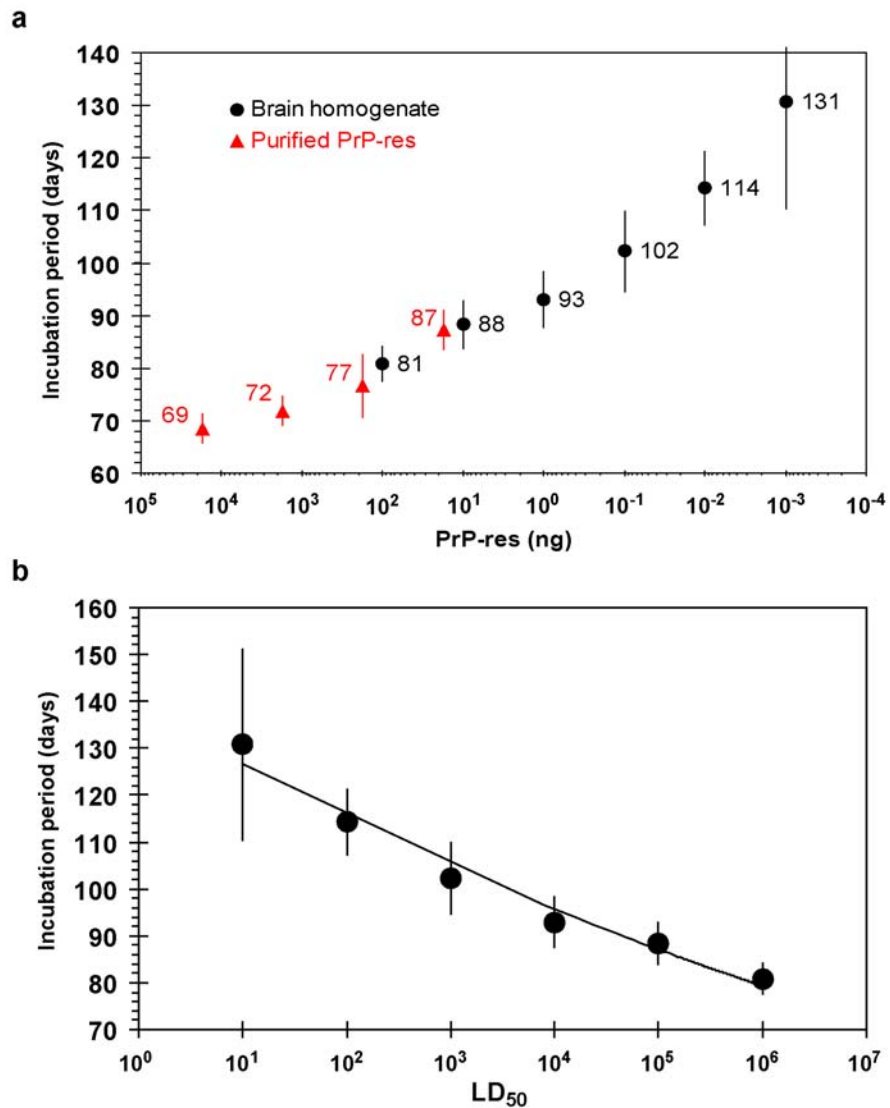 a
140
130
120
110
100
90
80
70
60
Incubation period (days)
Brain homogenate
Purified PrP-res
69
72
77
87
81
88
93
102
114
131
10⁵ 10⁴ 10³ 10² 10¹ 10⁰ 10⁻¹ 10⁻² 10⁻³ 10⁻⁴
PrP-res (ng)
b
160
150
140
130
120
110
100
90
80
70
Incubation period (days)
10⁰ 10¹ 10² 10³ 10⁴ 10⁵ 10⁶ 10⁷
LD₅₀